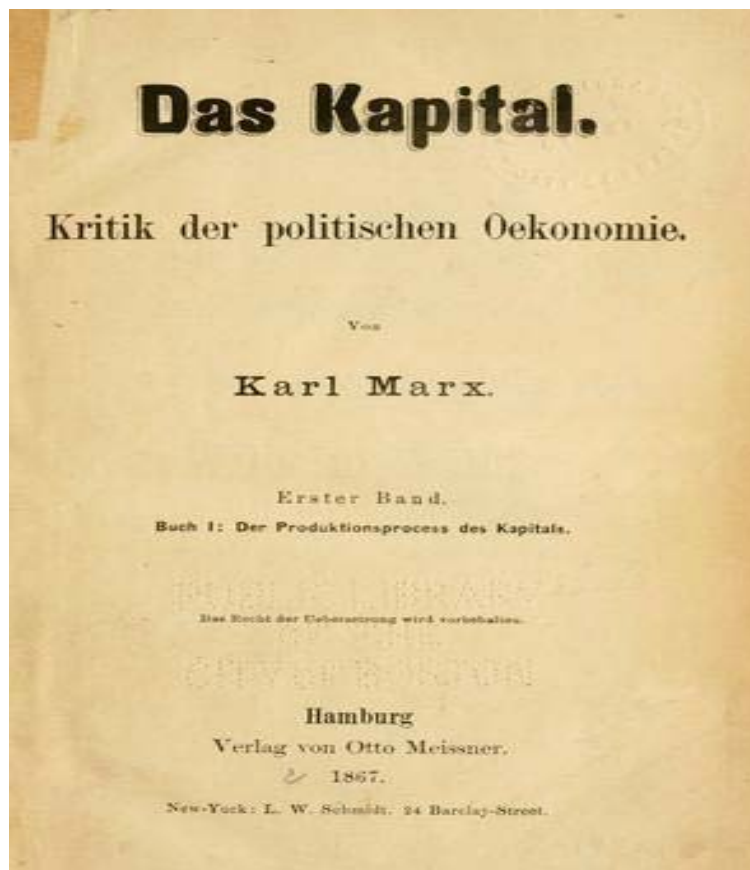 Das Kapital.
Kritik der politischen Oekonomie.
Von
Karl Marx.
Erster Band.
Buch I: Der Produktionsprocess des Kapitals.
Das Recht der Uebersetzung wird vorbehalten.
Hamburg
Verlag von Otto Meissner.
1867.
New-York: L. W. Schmidt. 24 Barclay-Street.